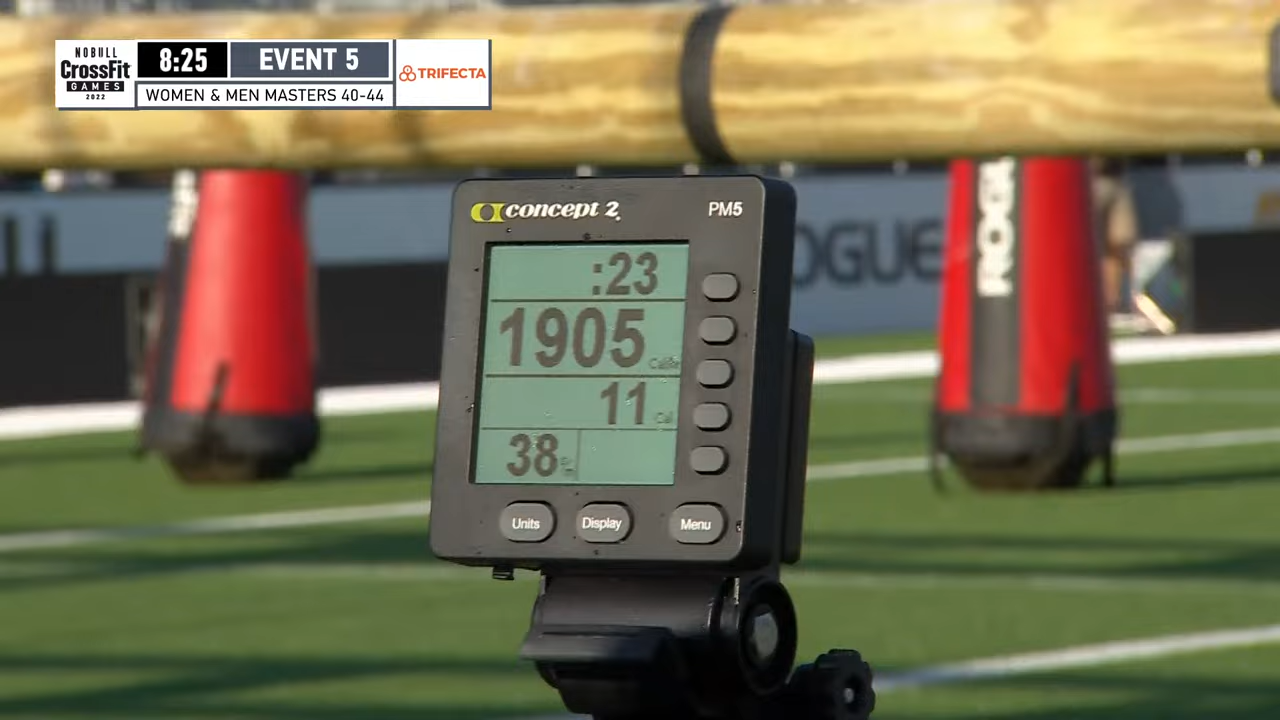 NOBULL
CrossFit
GAMES
2022
8:25
EVENT 5
WOMEN & MEN MASTERS 40-44
TRIFECTA
concept 2
PM5
:23
1905
Cal/hr
11 Cal
38
Units
Display
Menu
ROGUE